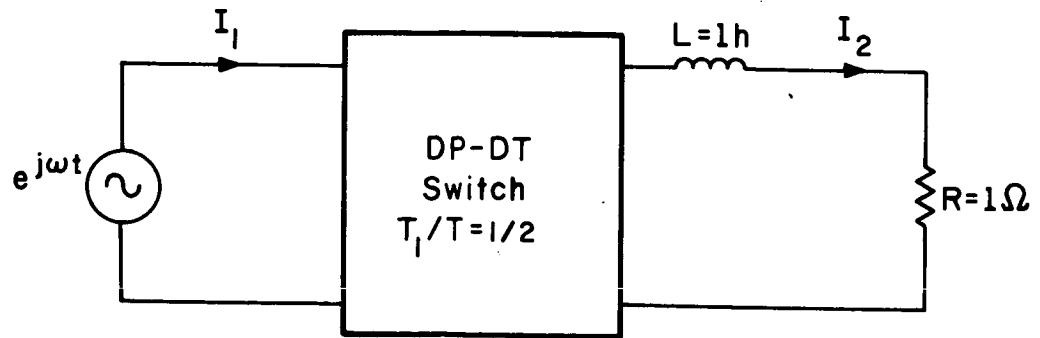 I₁
L=1h
I₂
e^jωt
DP-DT
Switch
T₁/T=1/2
R=1Ω